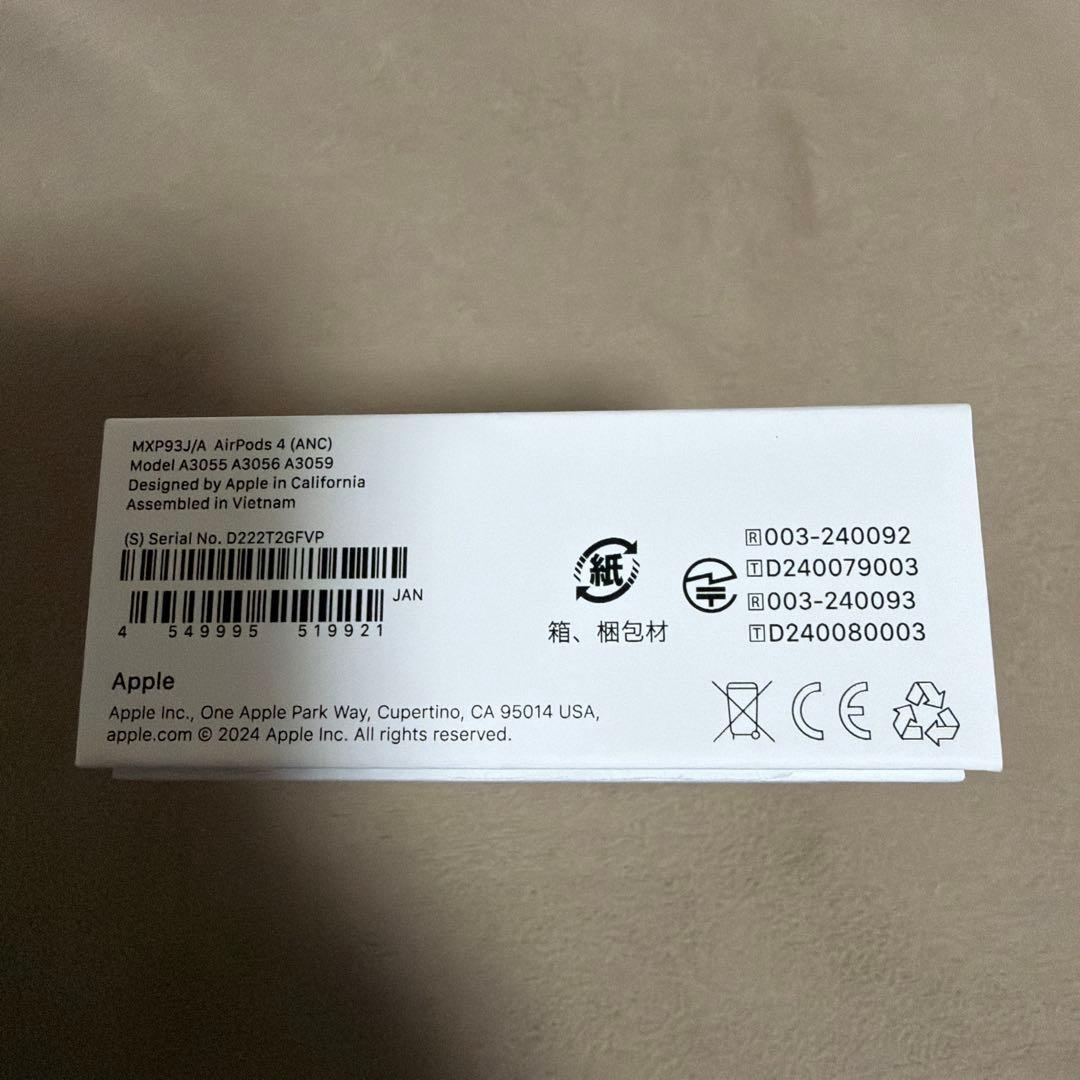 MXP93J/A AirPods 4 (ANC)
Model A3055 A3056 A3059
Designed by Apple in California
Assembled in Vietnam
(S) Serial No. D222T2GFVP
JAN
4 549995 519921
紙
箱、梱包材
R 003-240092
T D240079003
R 003-240093
T D240080003
Apple
Apple Inc., One Apple Park Way, Cupertino, CA 95014 USA,
apple.com © 2024 Apple Inc. All rights reserved.
CE